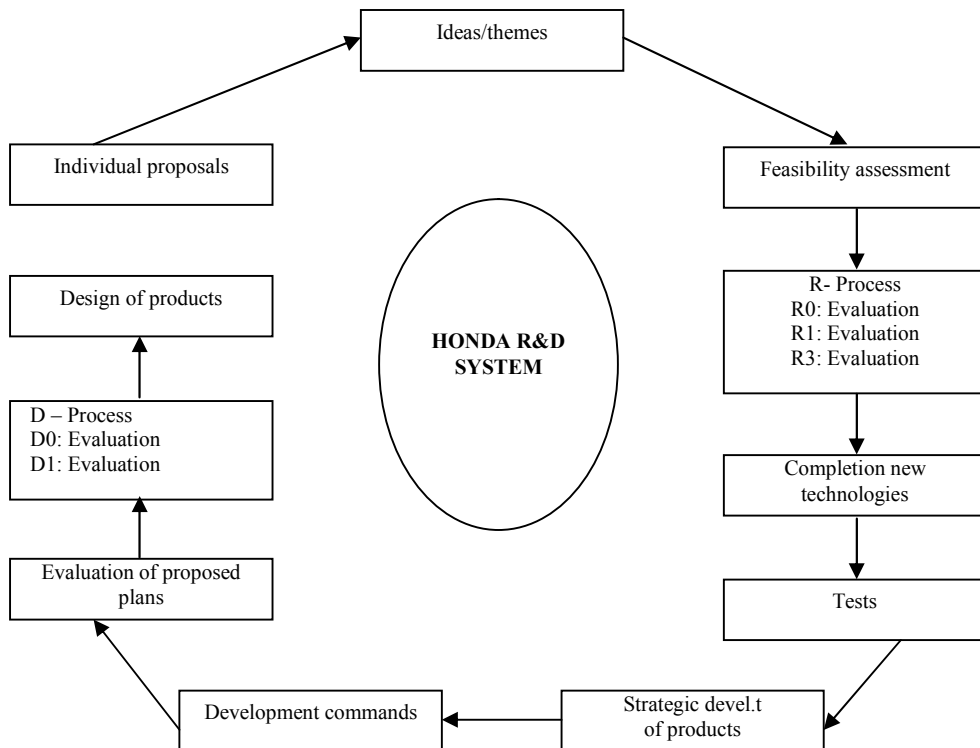 Ideas/themes
Individual proposals
Feasibility assessment
Design of products
HONDA R&D
SYSTEM
R- Process
R0: Evaluation
R1: Evaluation
R3: Evaluation
D – Process
D0: Evaluation
D1: Evaluation
Completion new
technologies
Evaluation of proposed
plans
Tests
Development commands
Strategic devel.t
of products